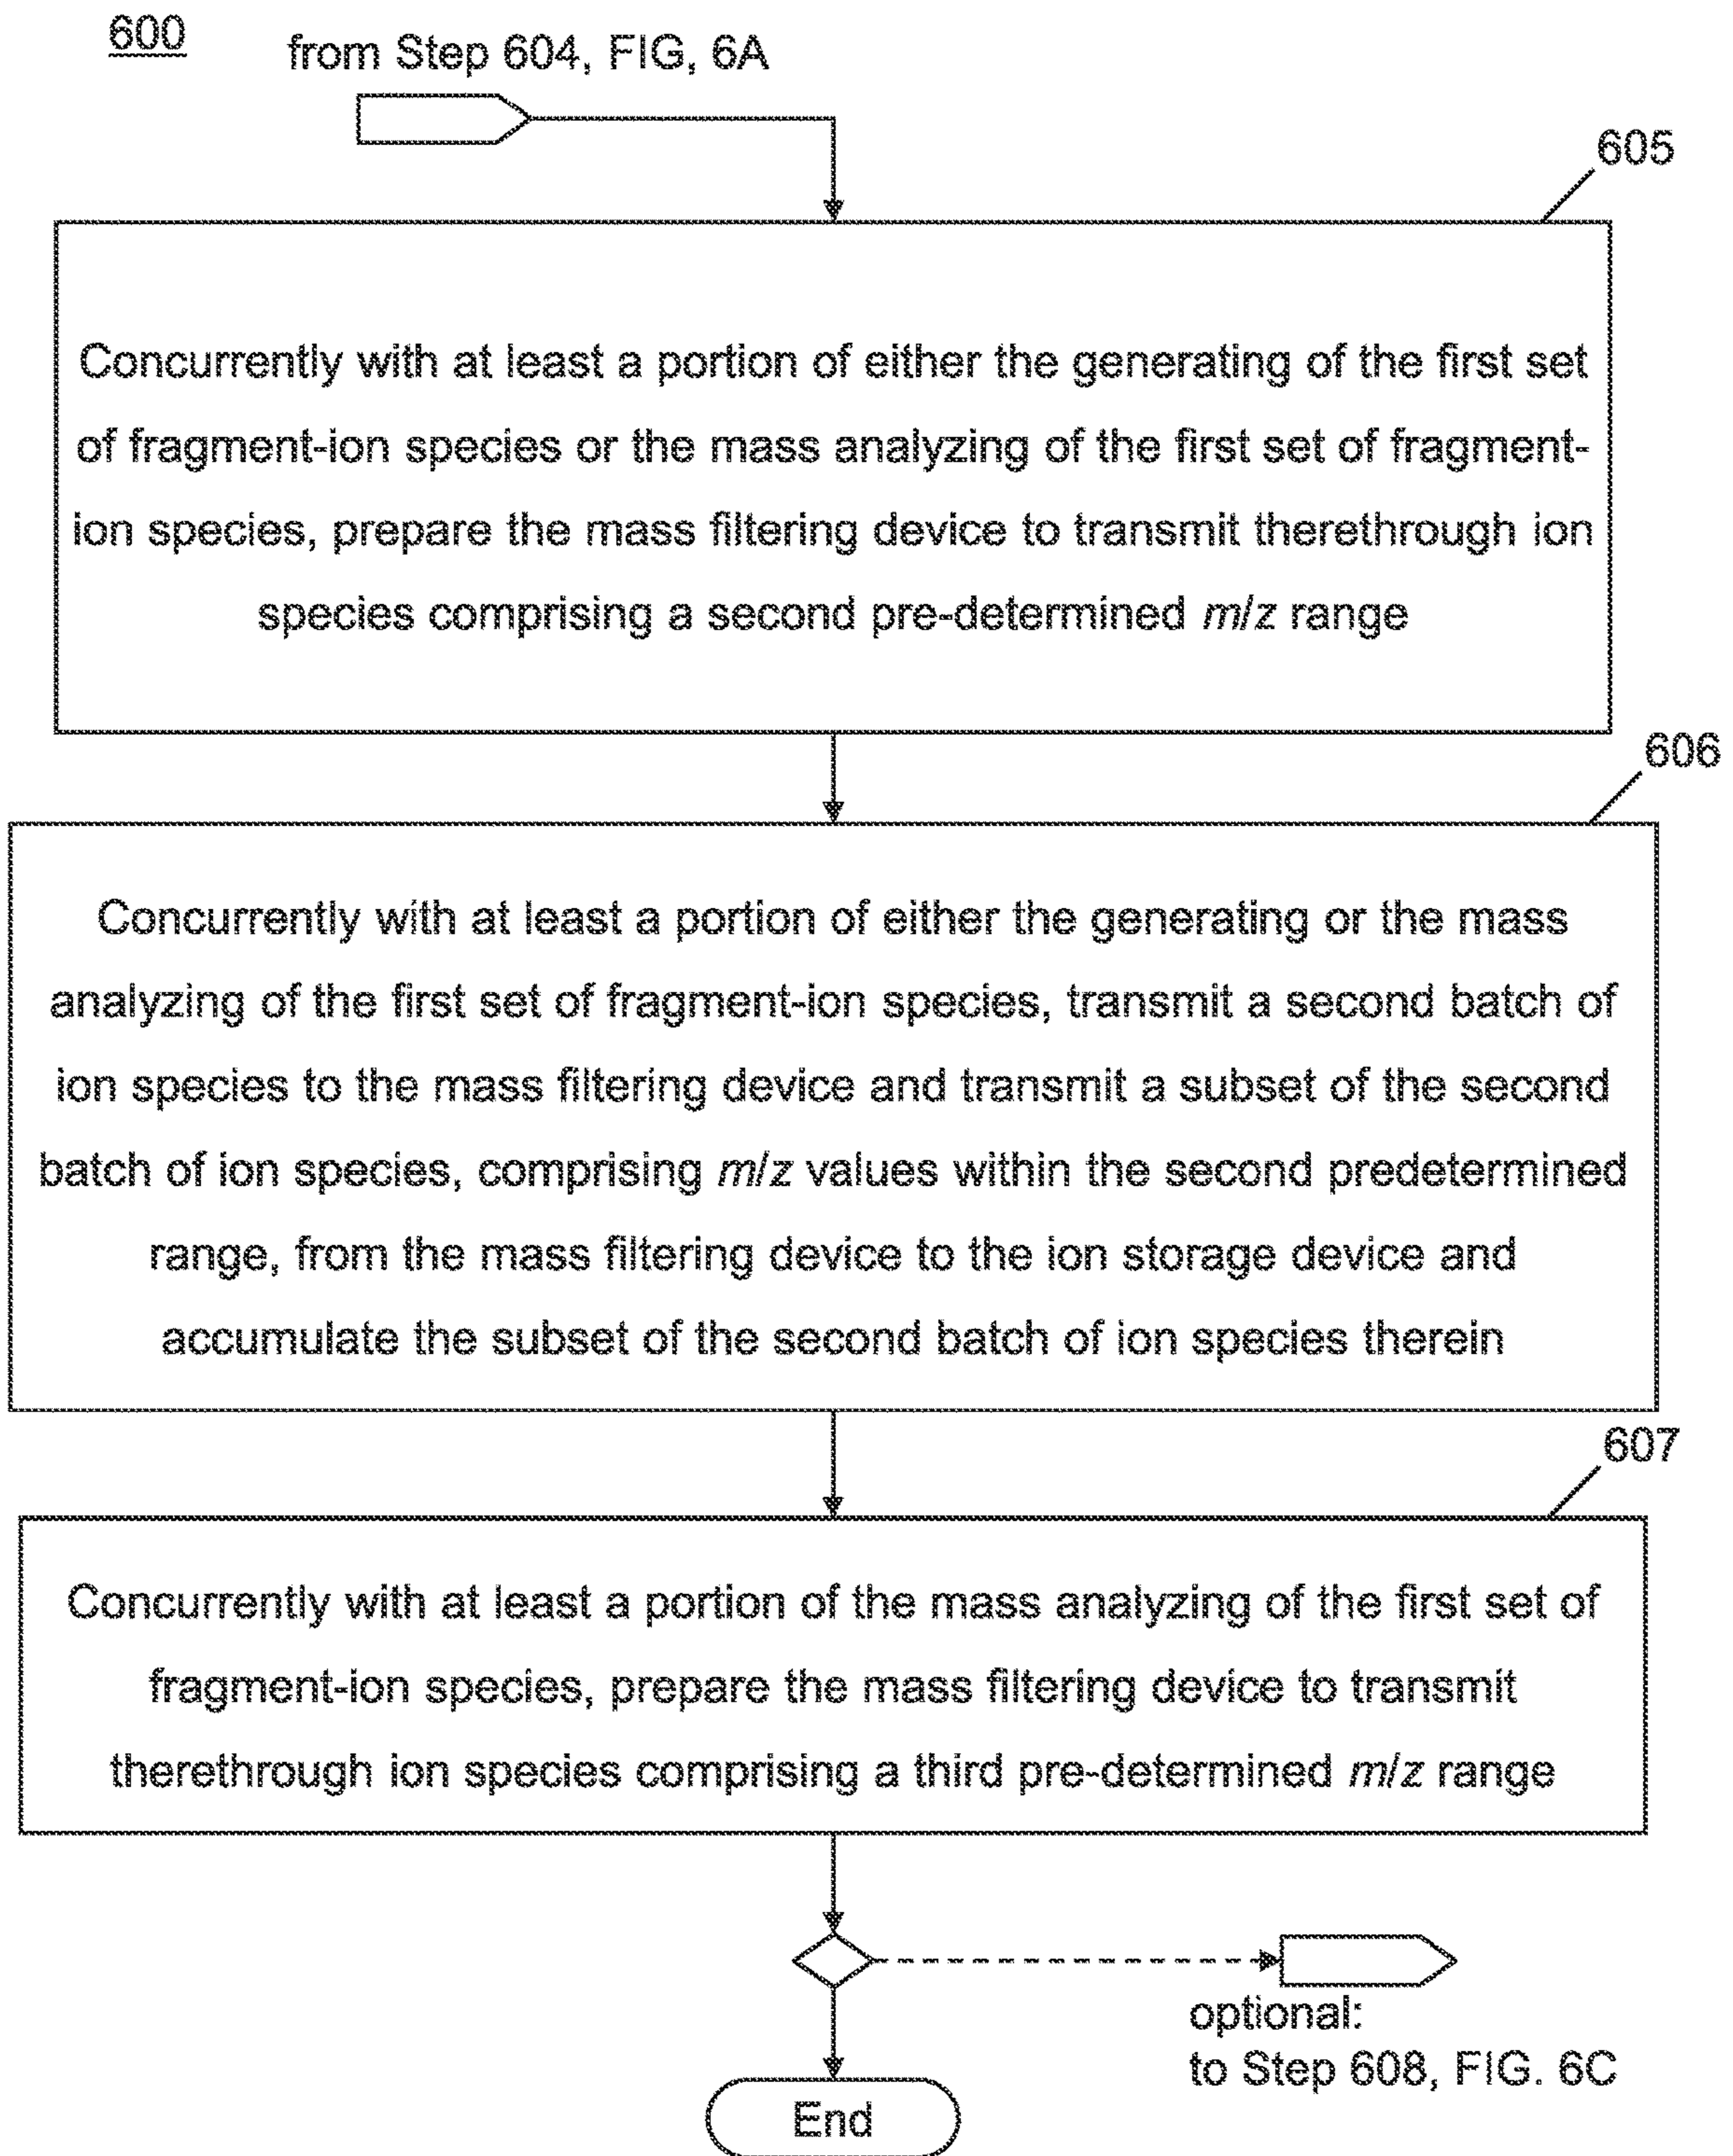 600
from Step 604, FIG, 6A
605
Concurrently with at least a portion of either the generating of the first set
of fragment-ion species or the mass analyzing of the first set of fragment-
ion species, prepare the mass filtering device to transmit therethrough ion
species comprising a second pre-determined m/z range
606
Concurrently with at least a portion of either the generating or the mass
analyzing of the first set of fragment-ion species, transmit a second batch of
ion species to the mass filtering device and transmit a subset of the second
batch of ion species, comprising m/z values within the second predetermined
range, from the mass filtering device to the ion storage device and
accumulate the subset of the second batch of ion species therein
607
Concurrently with at least a portion of the mass analyzing of the first set of
fragment-ion species, prepare the mass filtering device to transmit
therethrough ion species comprising a third pre-determined m/z range
optional:
to Step 608, FIG. 6C
End